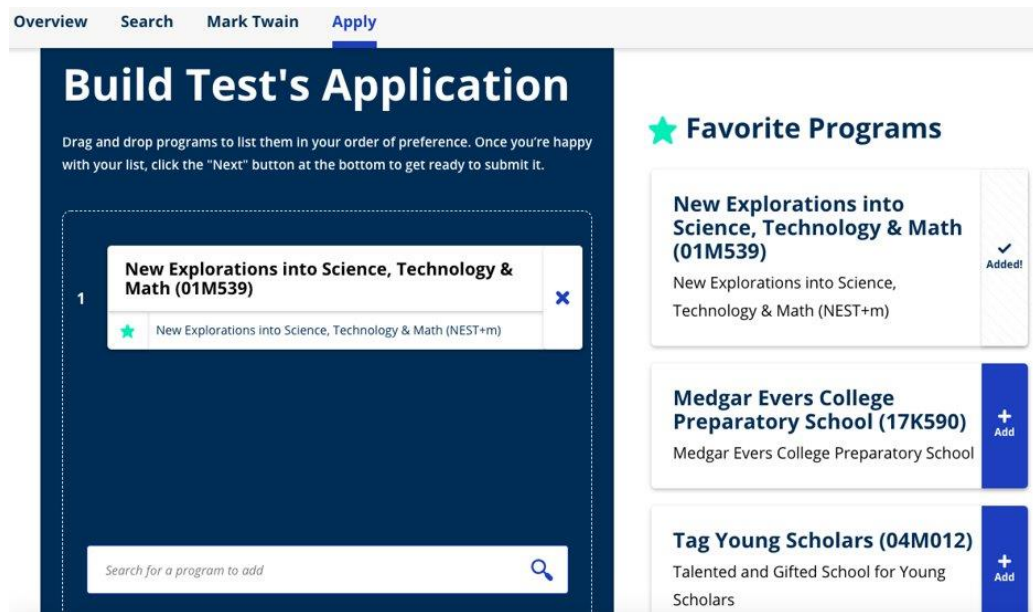 Overview Search Mark Twain Apply
Build Test's Application
Drag and drop programs to list them in your order of preference. Once you're happy
with your list, click the "Next" button at the bottom to get ready to submit it.
1
New Explorations into Science, Technology &
Math (01M539)
New Explorations into Science, Technology & Math (NEST+m)
Search for a program to add
Favorite Programs
New Explorations into
Science, Technology & Math
(01M539)
New Explorations into Science,
Technology & Math (NEST+m)
Added!
Medgar Evers College
Preparatory School (17K590)
Medgar Evers College Preparatory School
Add
Tag Young Scholars (04M012)
Talented and Gifted School for Young
Scholars
Add